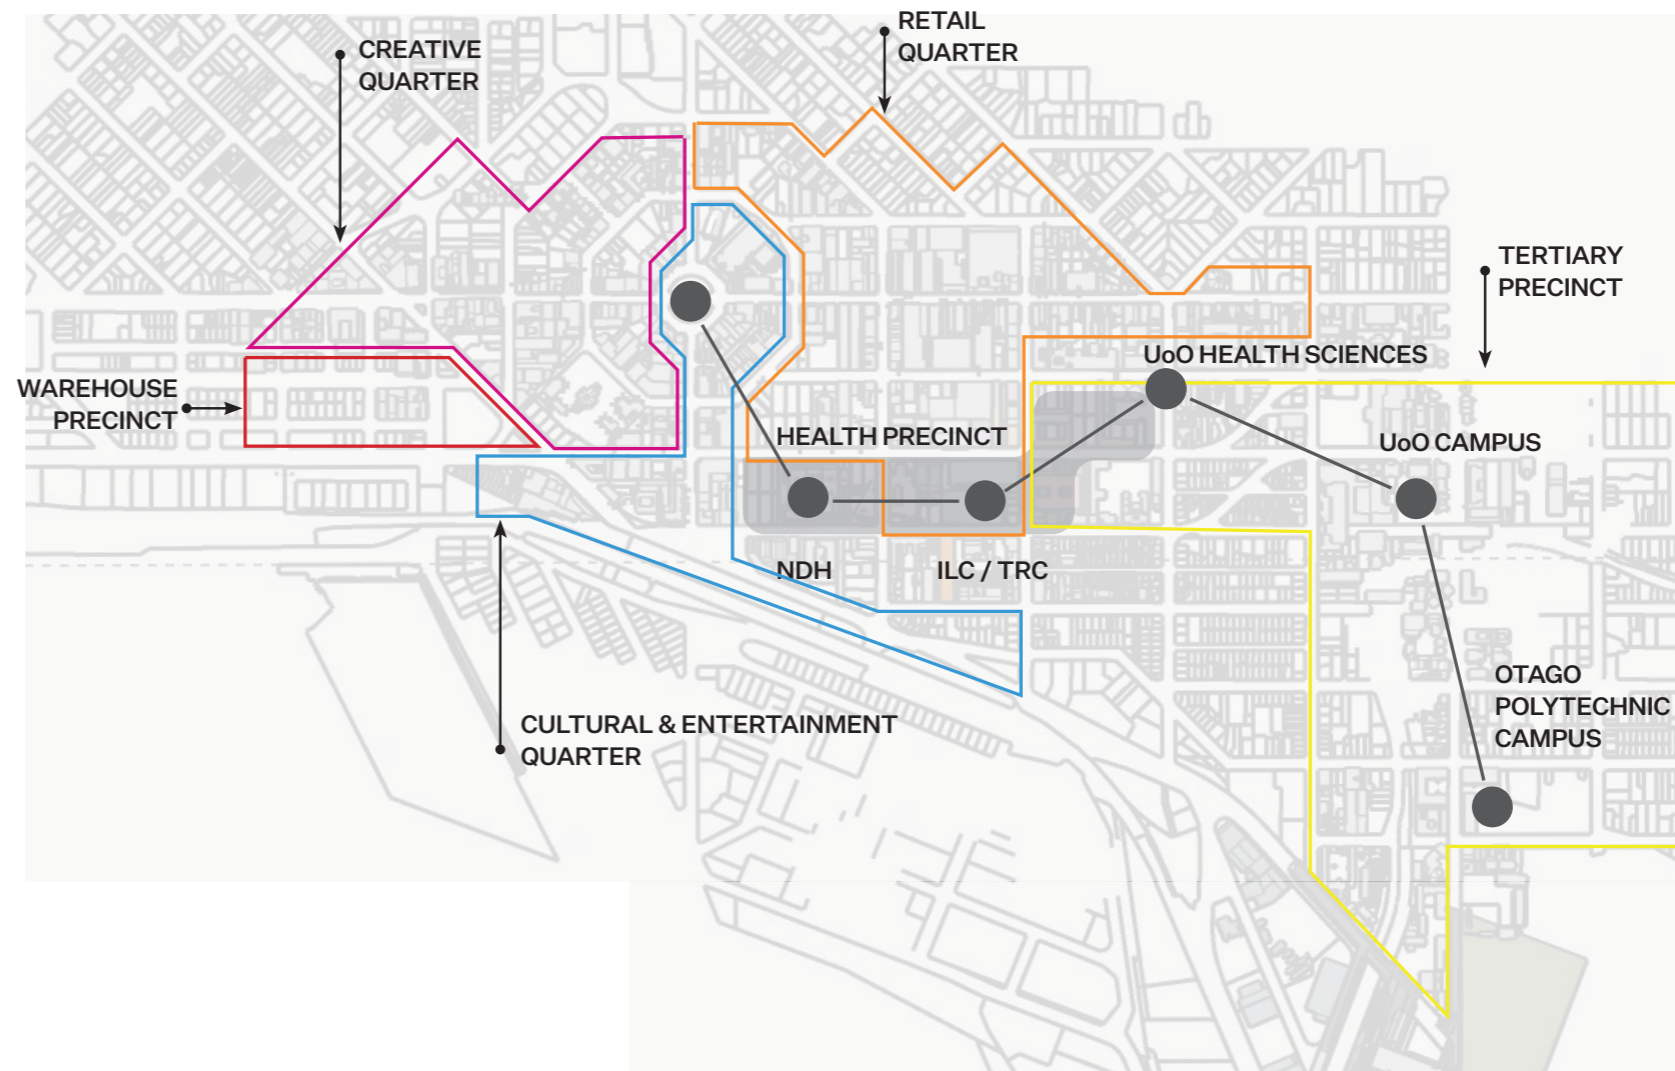 RETAIL
QUARTER
CREATIVE
QUARTER
TERTIARY
PRECINCT
UoO HEALTH SCIENCES
WAREHOUSE
PRECINCT
HEALTH PRECINCT
UoO CAMPUS
NDH
ILC / TRC
OTAGO
POLYTECHNIC
CAMPUS
CULTURAL & ENTERTAINMENT
QUARTER